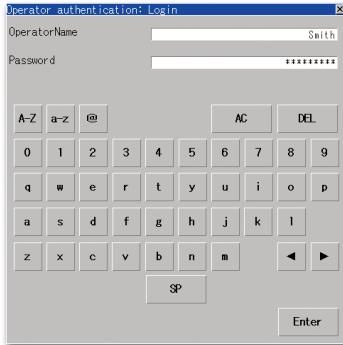 Operator authentication: Login ×
OperatorName Smith
Password *********
A-Z a-z @ AC DEL
0 1 2 3 4 5 6 7 8 9
q w e r t y u i o p
a s d f g h j k l
z x c v b n m ◄ ►
SP
Enter